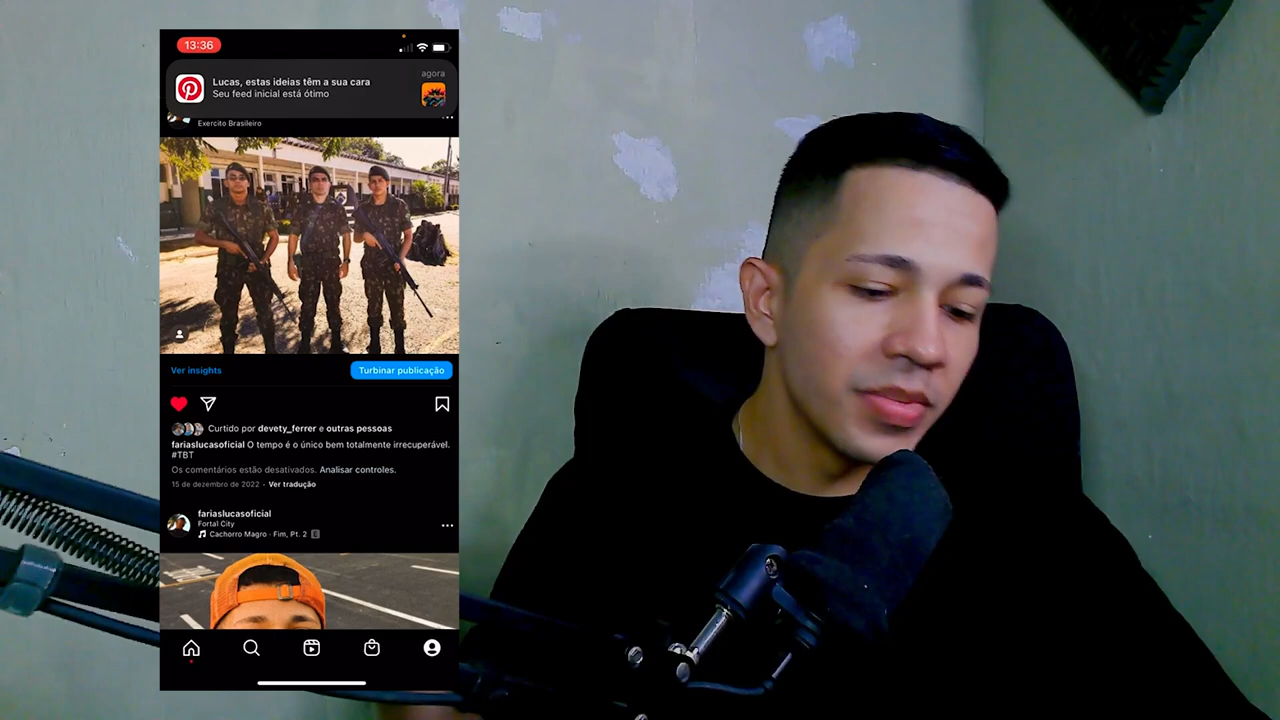 13:36
Lucas, estas ideias têm a sua cara
agora
Seu feed inicial está ótimo
Exercito Brasileiro
Ver insights
Turbinar publicação
Curtido por devety_ferrer e outras pessoas
fariaslucasoficial O tempo é o único bem totalmente irrecuperável.
#TBT
Os comentários estão desativados. Analisar controles.
15 de dezembro de 2022 · Ver tradução
fariaslucasoficial
Fortal City
Cachorro Magro · Fim, Pt. 2 E